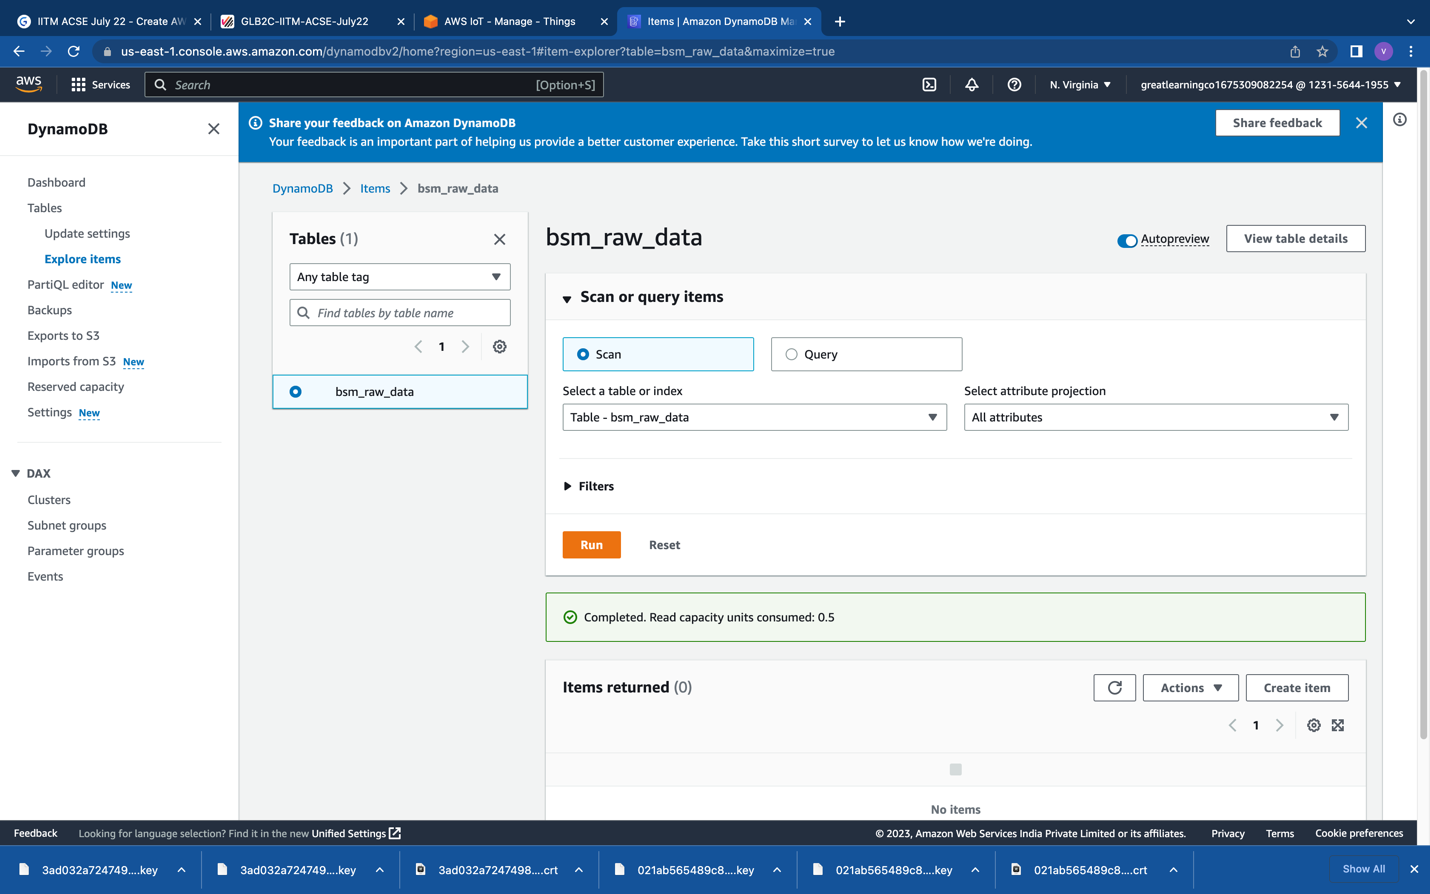 IITM ACSE July 22 - Create AW
GLB2C-IITM-ACSE-July22
AWS IoT - Manage - Things
Items | Amazon DynamoDB Ma
us-east-1.console.aws.amazon.com/dynamodbv2/home?region=us-east-1#item-explorer?table=bsm_raw_data&maximize=true
V
aws
Services
Search
[Option+S]
N. Virginia
greatlearningco1675309082254 @ 1231-5644-1955
DynamoDB
Share your feedback on Amazon DynamoDB
Your feedback is an important part of helping us provide a better customer experience. Take this short survey to let us know how we're doing.
Share feedback
Dashboard
Tables
Update settings
Explore items
PartiQL editor New
Backups
Exports to S3
Imports from S3 New
Reserved capacity
Settings New
DAX
Clusters
Subnet groups
Parameter groups
Events
DynamoDB > Items > bsm_raw_data
Tables (1)
Any table tag
Find tables by table name
1
bsm_raw_data
bsm_raw_data
Autopreview
View table details
Scan or query items
Scan
Query
Select a table or index
Table - bsm_raw_data
Select attribute projection
All attributes
Filters
Run
Reset
Completed. Read capacity units consumed: 0.5
Items returned (0)
Actions
Create item
1
No items
Feedback
Looking for language selection? Find it in the new Unified Settings
© 2023, Amazon Web Services India Private Limited or its affiliates.
Privacy
Terms
Cookie preferences
3ad032a724749....key
3ad032a724749....key
3ad032a7247498....crt
021ab565489c8....key
021ab565489c8....key
021ab565489c8....crt
Show All